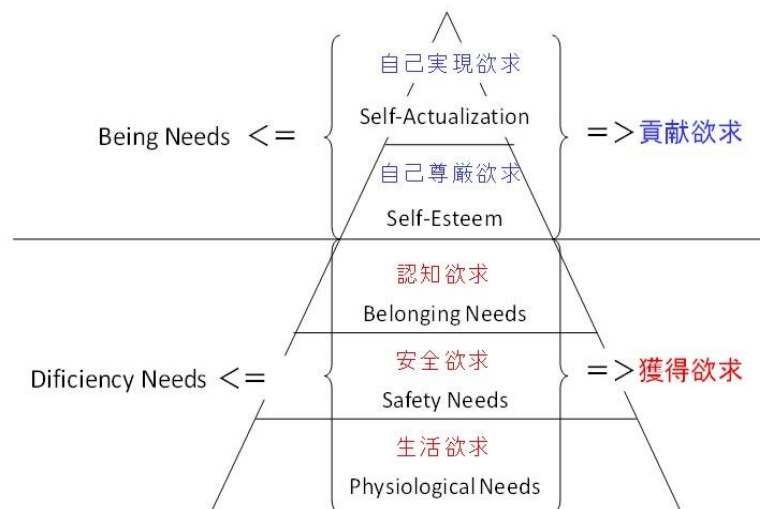 自己実現欲求
Self-Actualization
Being Needs <=
=> 貢献欲求
自己尊厳欲求
Self-Esteem
認知欲求
Belonging Needs
Dificiency Needs <=
安全欲求
Safety Needs
=> 獲得欲求
生活欲求
Physiological Needs